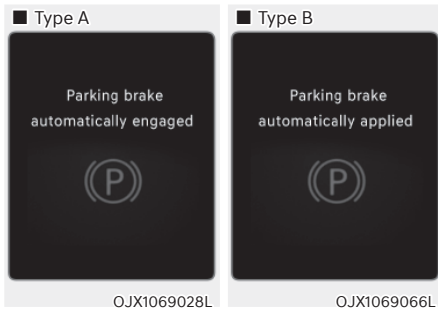 ■ Type A
Parking brake
automatically engaged
P
OJX1069028L
■ Type B
Parking brake
automatically applied
P
OJX1069066L